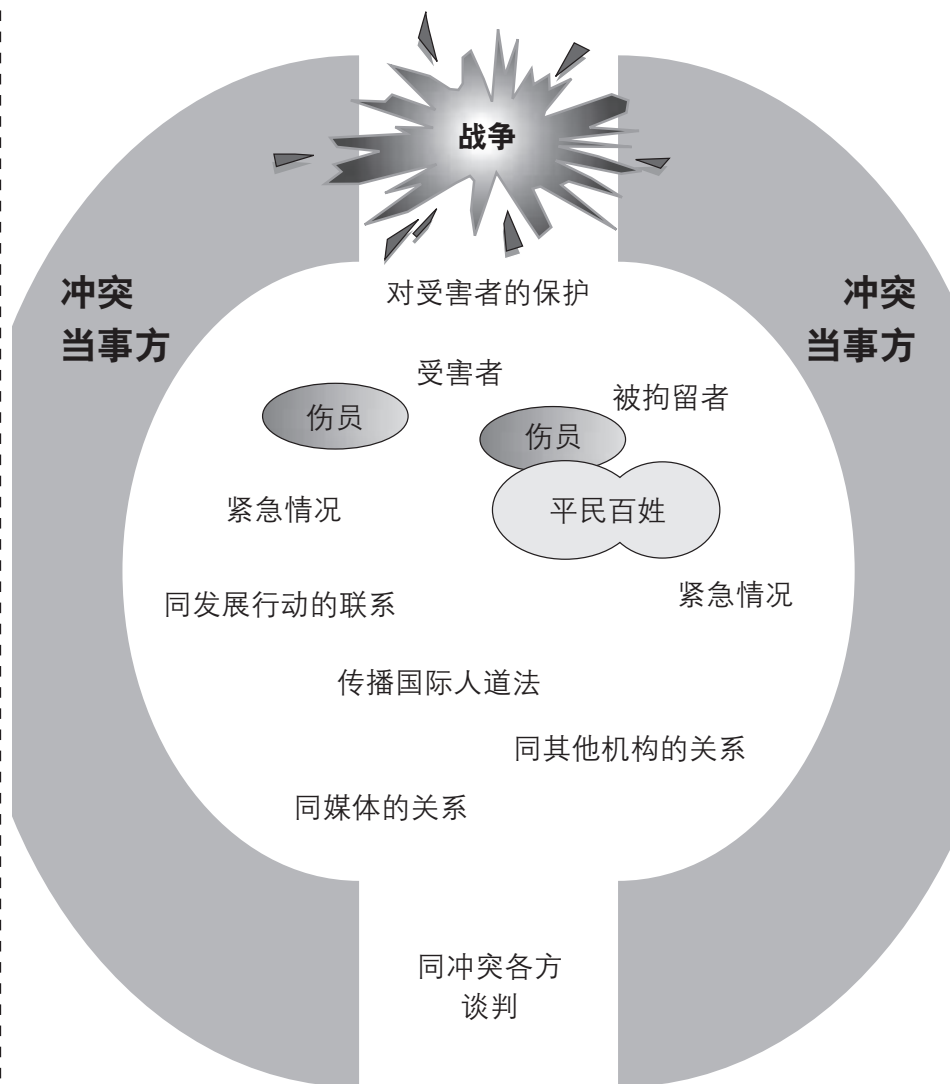 战争
冲突
当事方
冲突
当事方
对受害者的保护
受害者
被拘留者
伤员
伤员
紧急情况
平民百姓
紧急情况
同发展行动的联系
传播国际人道法
同其他机构的关系
同媒体的关系
同冲突各方
谈判